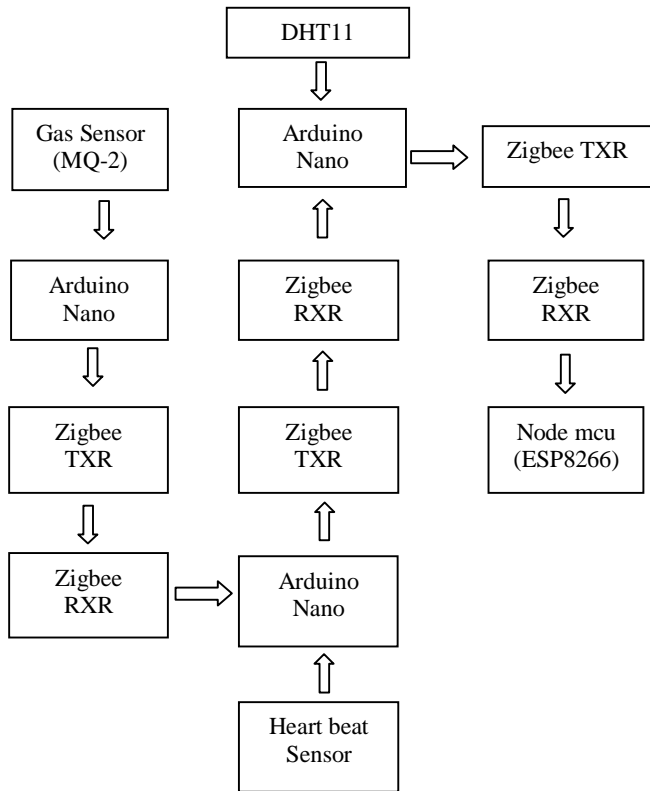 DHT11
Gas Sensor
(MQ-2)
Arduino
Nano
Zigbee TXR
Arduino
Nano
Zigbee
RXR
Zigbee
RXR
Zigbee
TXR
Zigbee
TXR
Node mcu
(ESP8266)
Zigbee
RXR
Arduino
Nano
Heart beat
Sensor